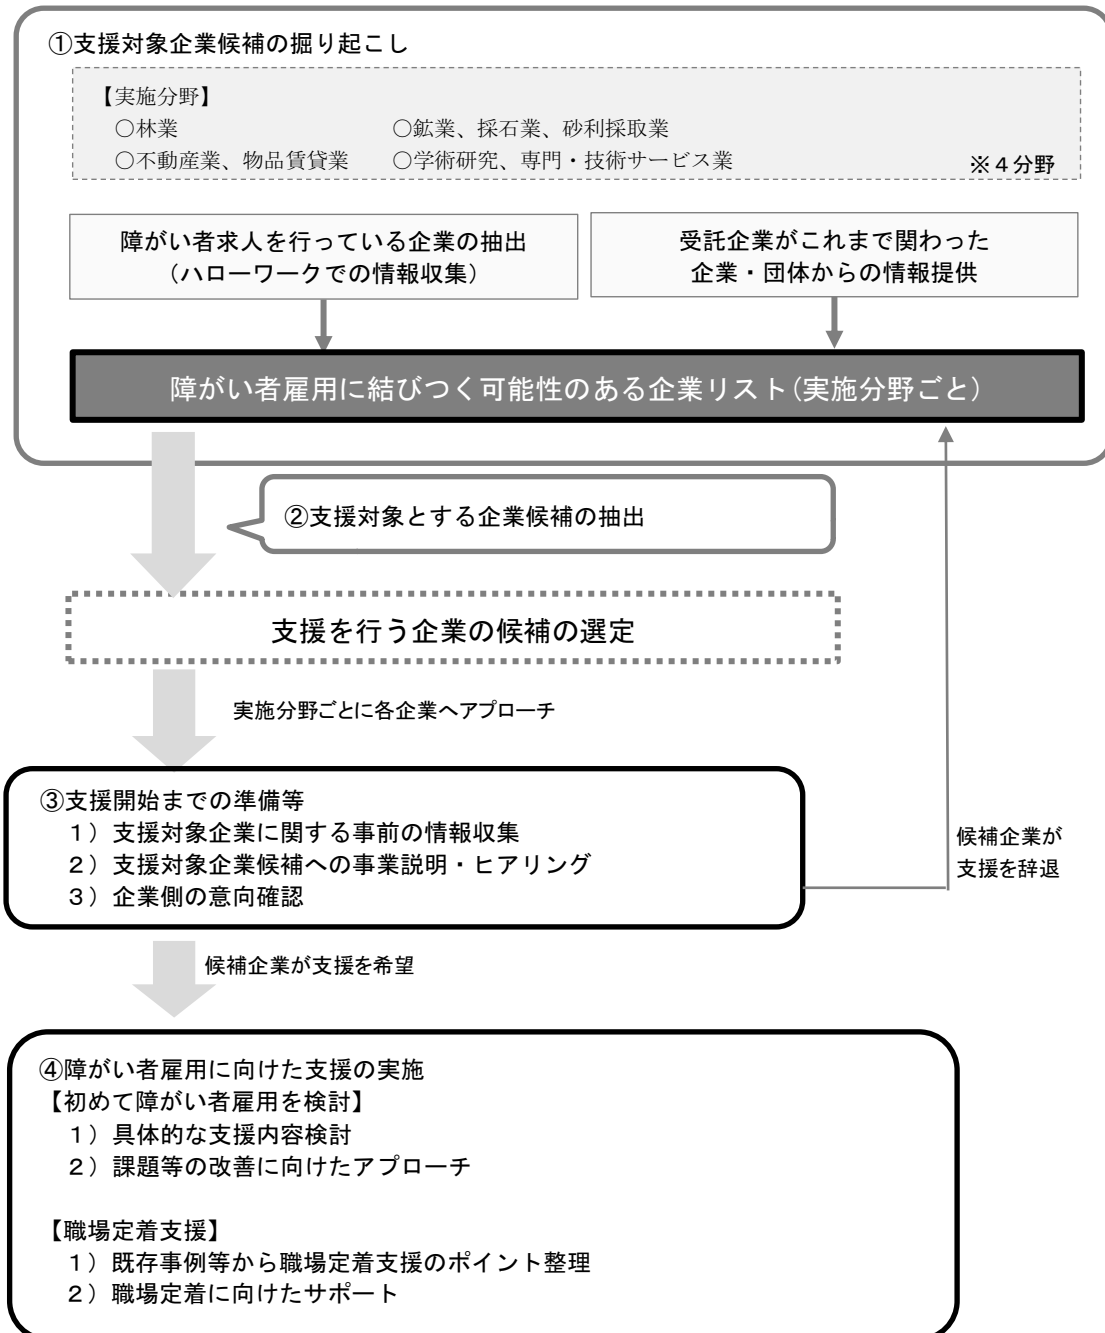 ①支援対象企業候補の掘り起こし
【実施分野】
○林業　○鉱業、採石業、砂利採取業
○不動産業、物品賃貸業　○学術研究、専門・技術サービス業
※４分野
障がい者求人を行っている企業の抽出
（ハローワークでの情報収集）
受託企業がこれまで関わった
企業・団体からの情報提供
障がい者雇用に結びつく可能性のある企業リスト（実施分野ごと）
②支援対象とする企業候補の抽出
支援を行う企業の候補の選定
実施分野ごとに各企業へアプローチ
③支援開始までの準備等
１）支援対象企業に関する事前の情報収集
２）支援対象企業候補への事業説明・ヒアリング
３）企業側の意向確認
候補企業が
支援を辞退
候補企業が支援を希望
④障がい者雇用に向けた支援の実施
【初めて障がい者雇用を検討】
１）具体的な支援内容検討
２）課題等の改善に向けたアプローチ
【職場定着支援】
１）既存事例等から職場定着支援のポイント整理
２）職場定着に向けたサポート